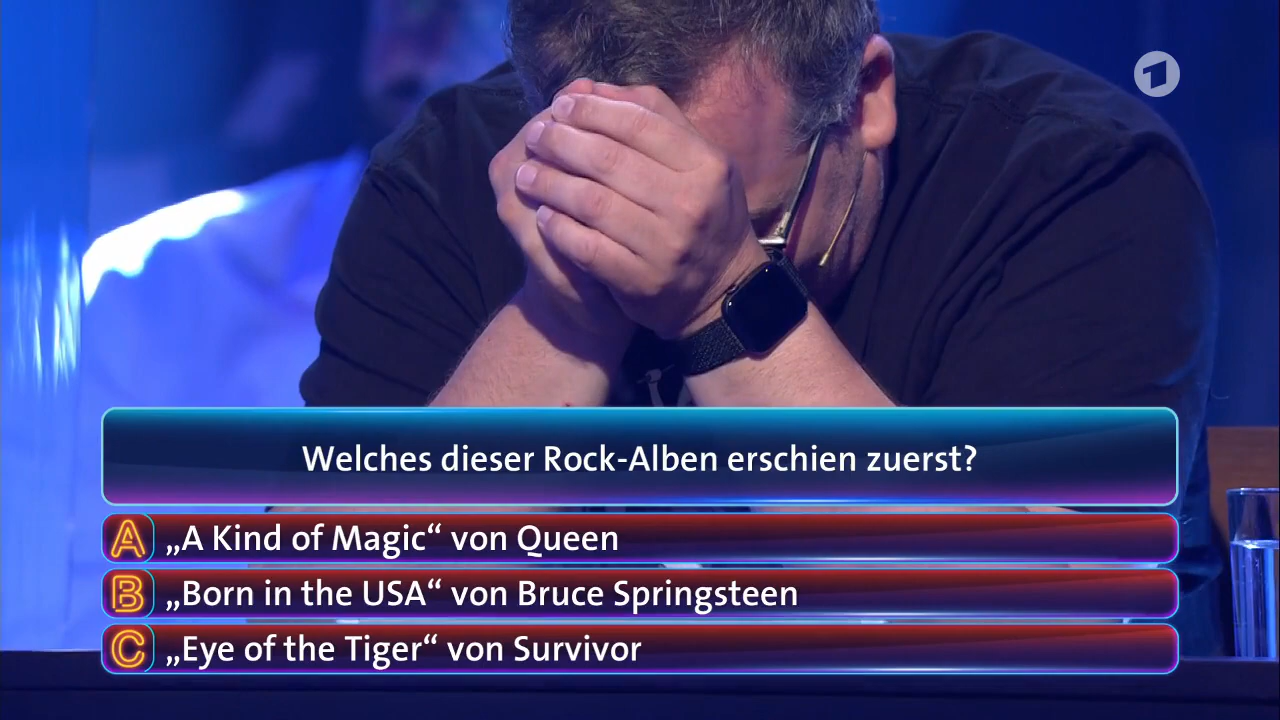 Welches dieser Rock-Alben erschien zuerst?
A „A Kind of Magic“ von Queen
B „Born in the USA“ von Bruce Springsteen
C „Eye of the Tiger“ von Survivor